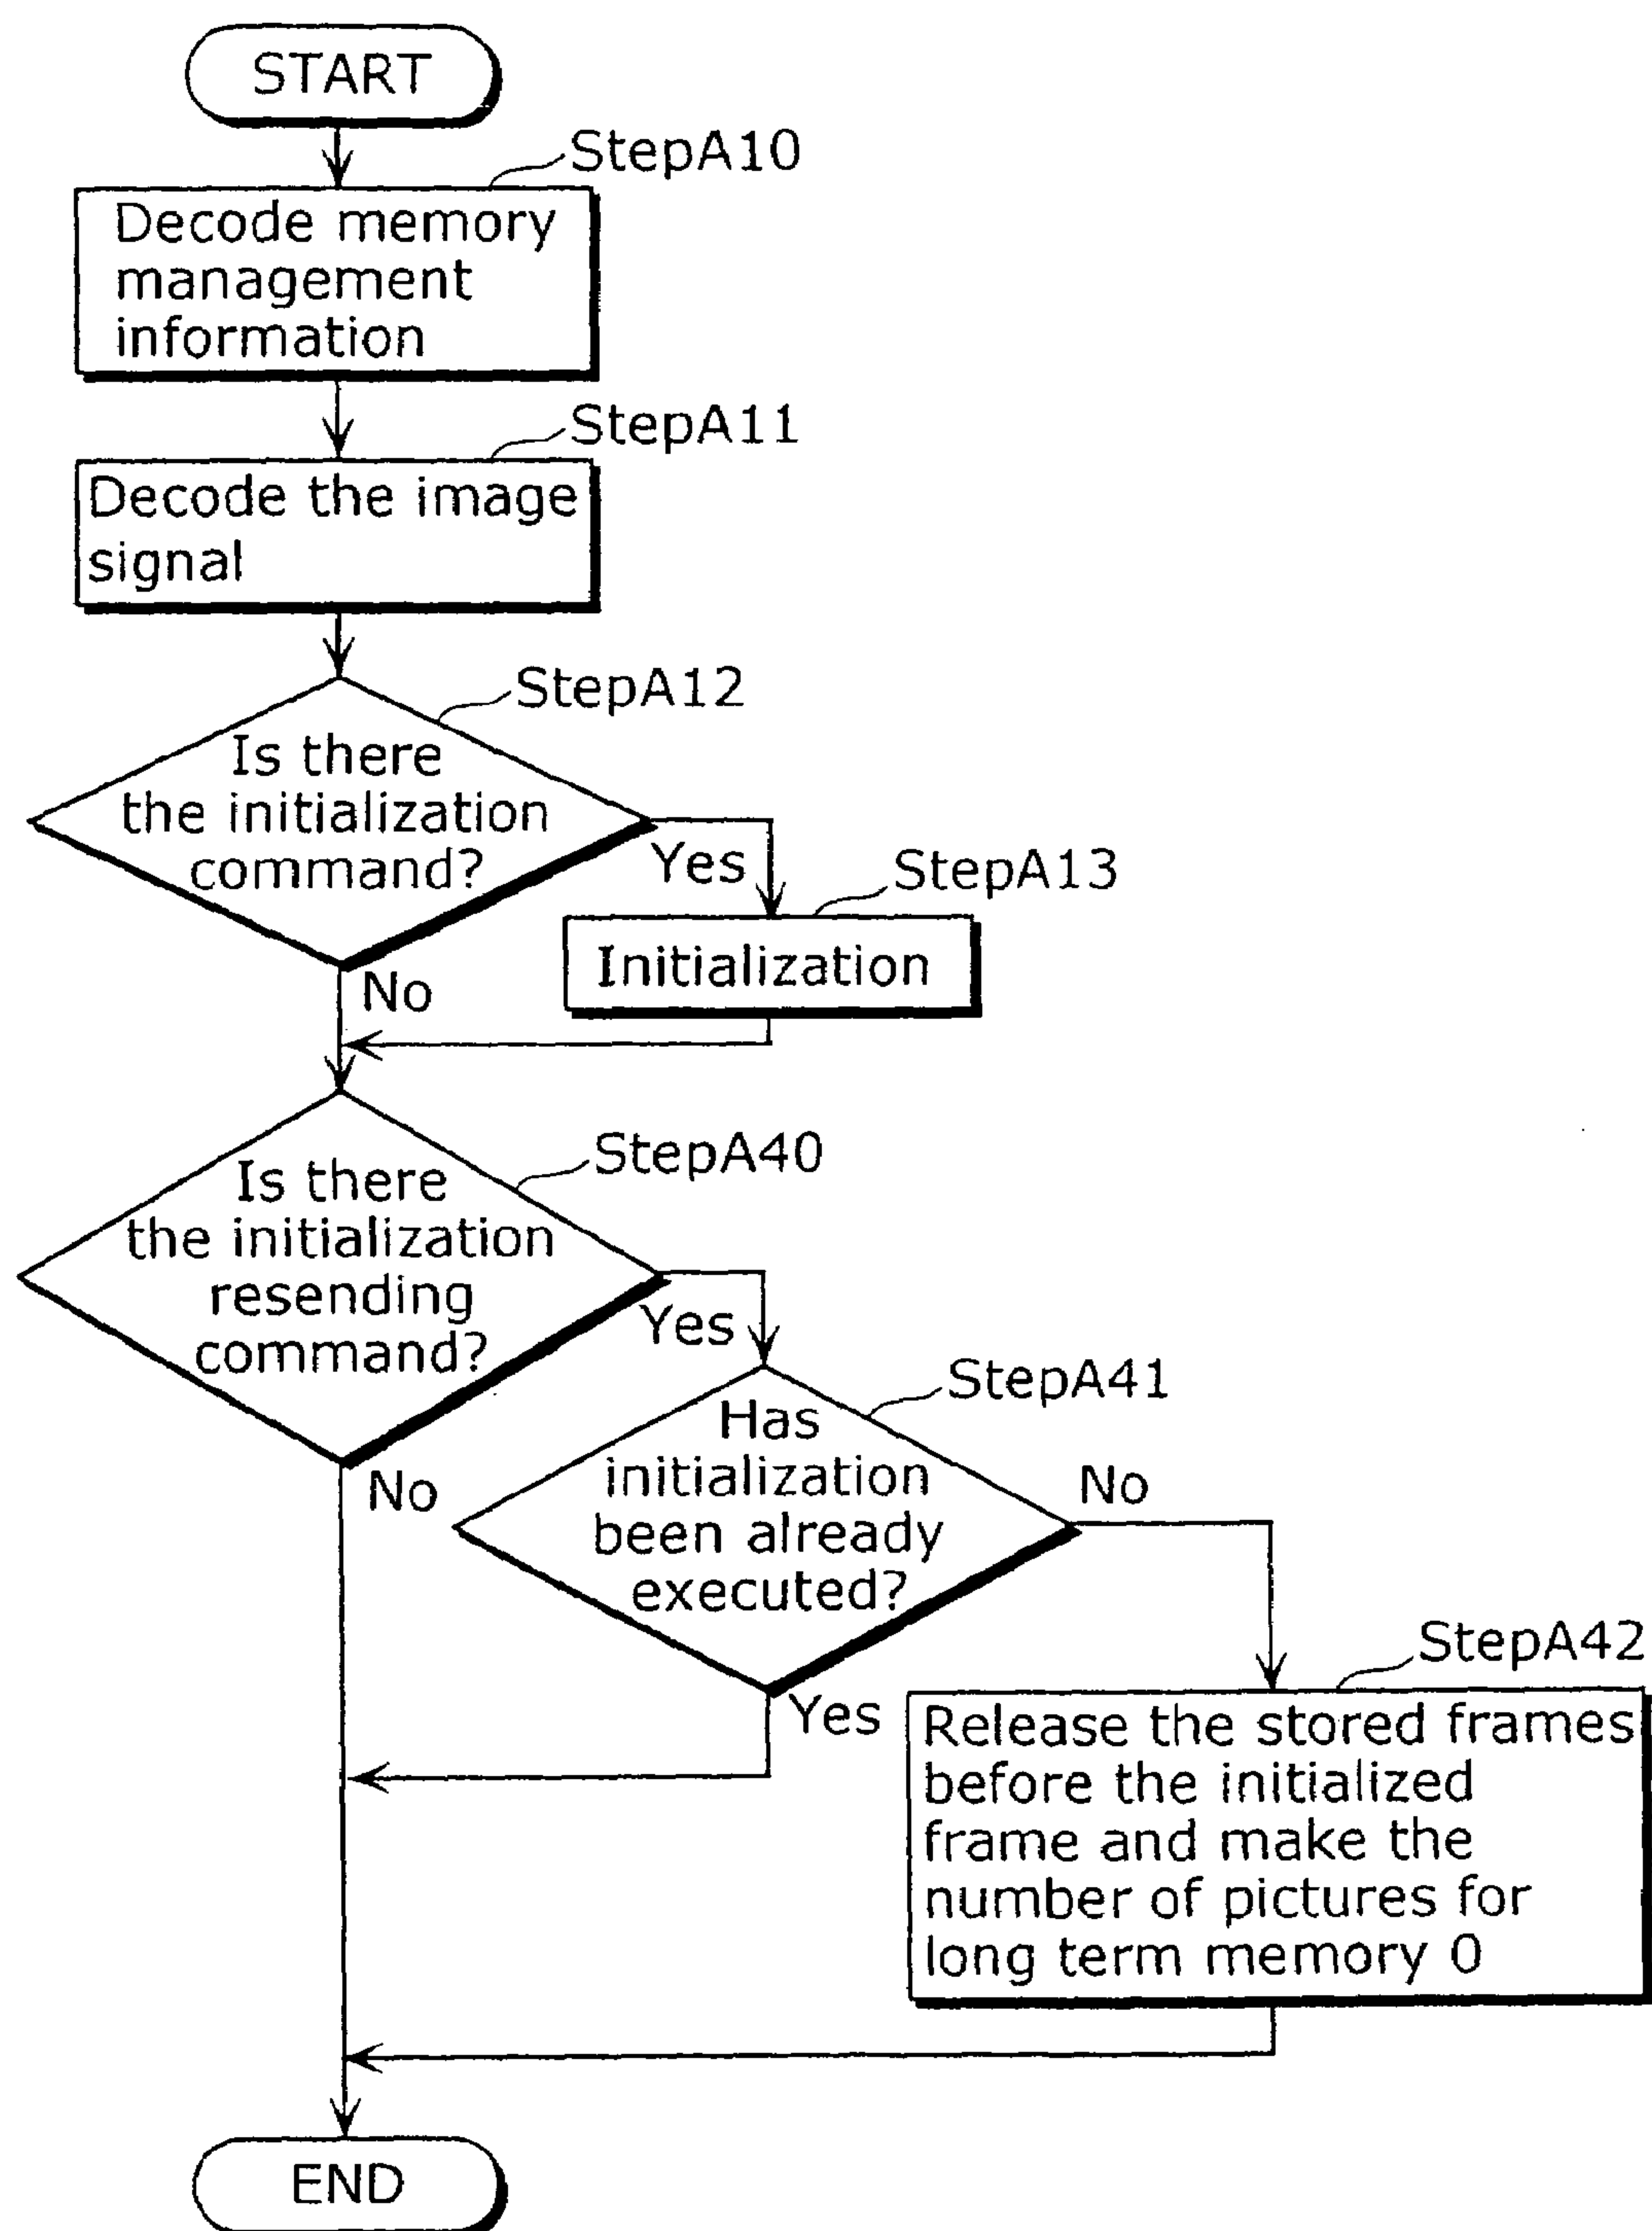 START
StepA10
Decode memory
management
information
StepA11
Decode the image
signal
StepA12
Is there
the initialization
command?
Yes
StepA13
Initialization
No
StepA40
Is there
the initialization
resending
command?
Yes
StepA41
Has
initialization
been already
executed?
No
No
StepA42
Yes
Release the stored frames
before the initialized
frame and make the
number of pictures for
long term memory 0
END